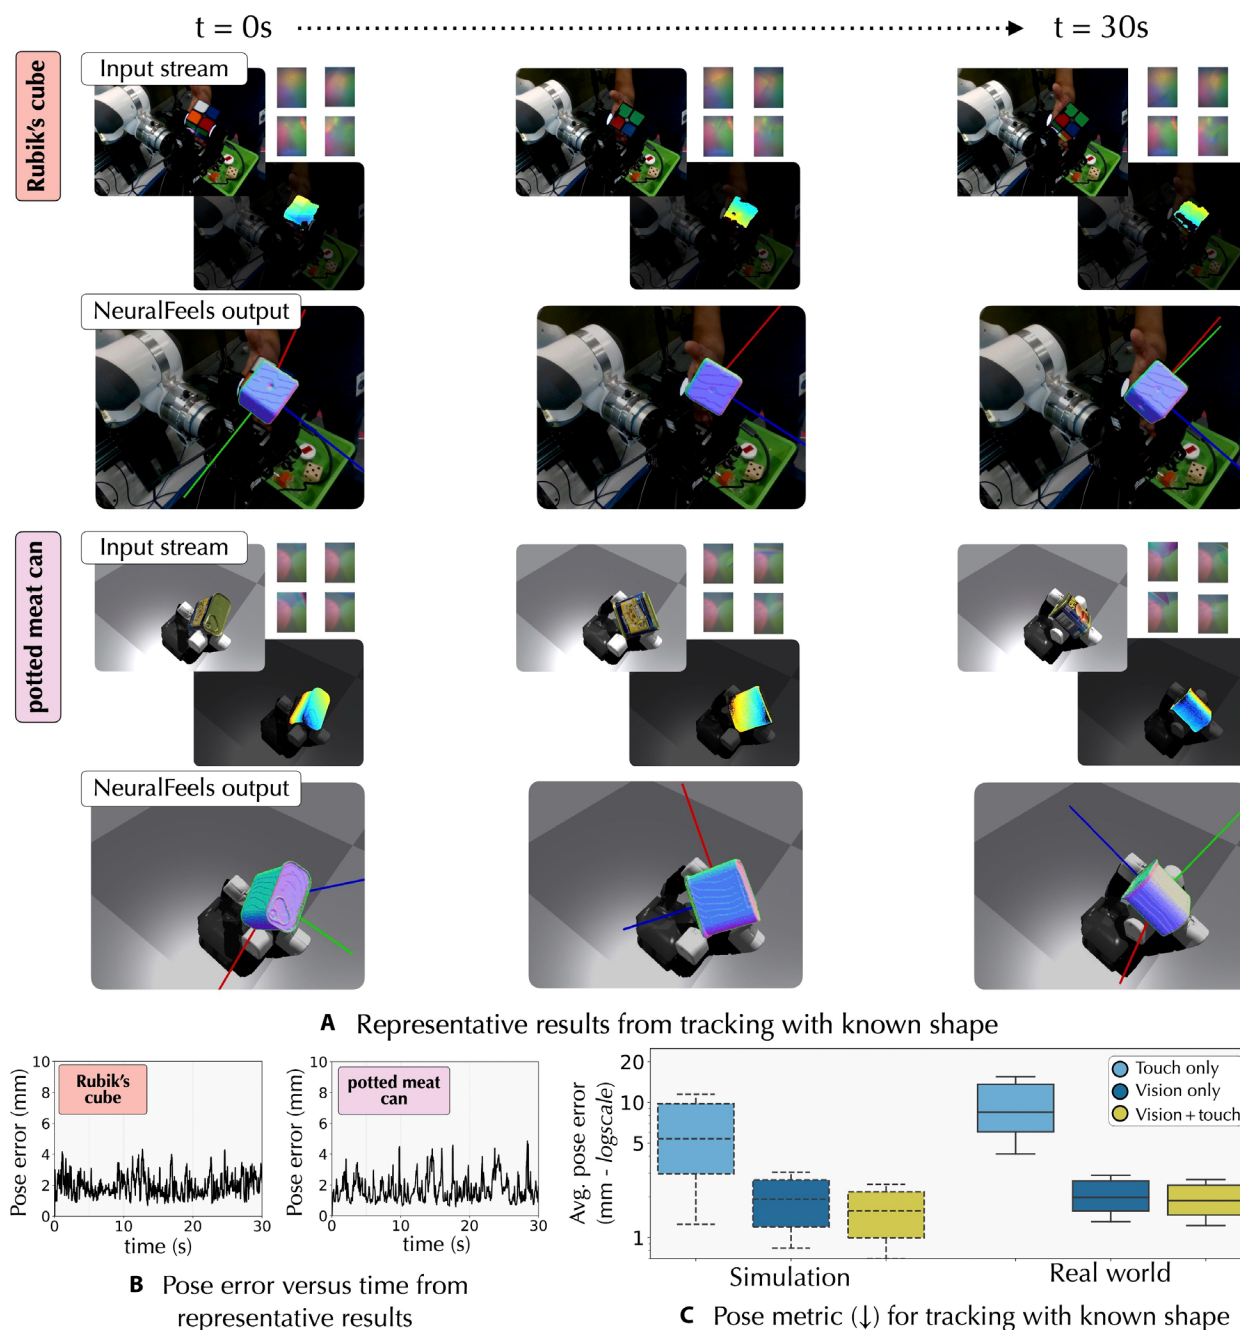 t = 0s
t = 30s
Rubik's cube
Input stream
NeuralFeels output
potted meat can
Input stream
NeuralFeels output
A Representative results from tracking with known shape
Pose error (mm)
10
8
6
4
2
0
Rubik's
cube
0
10
20
30
time (s)
Pose error (mm)
10
8
6
4
2
0
potted meat
can
0
10
20
30
time (s)
B Pose error versus time from
representative results
Avg. pose error
(mm - logscale)
20
10
5
1
Touch only
Vision only
Vision + touch
Simulation
Real world
C Pose metric (↓) for tracking with known shape